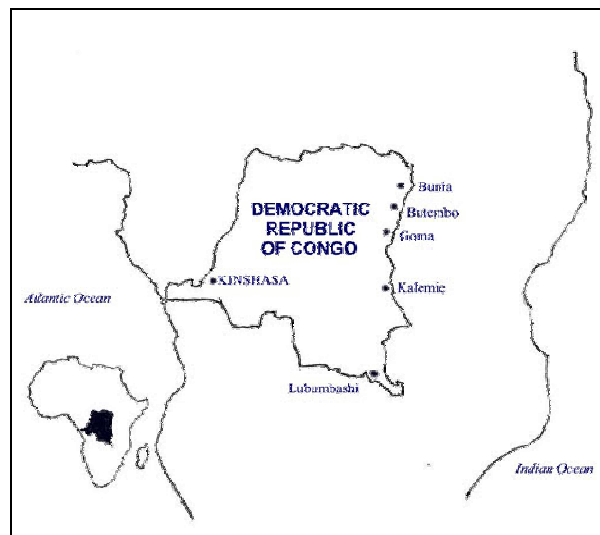 Bunia
DEMOCRATIC
REPUBLIC
OF CONGO
Butembo
Goma
KINSHASA
Kalemie
Atlantic Ocean
Lubumbashi
Indian Ocean